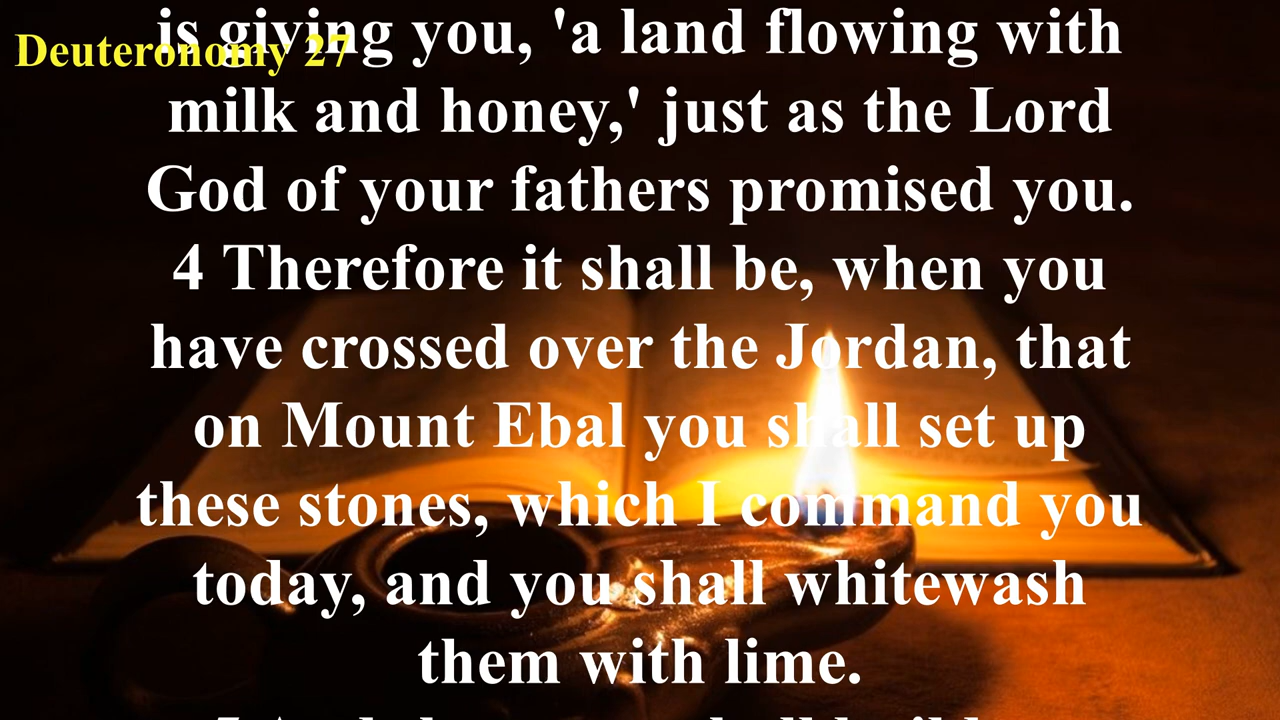 Deuteronomy 27
is giving you, 'a land flowing with
milk and honey,' just as the Lord
God of your fathers promised you.
4 Therefore it shall be, when you
have crossed over the Jordan, that
on Mount Ebal you shall set up
these stones, which I command you
today, and you shall whitewash
them with lime.